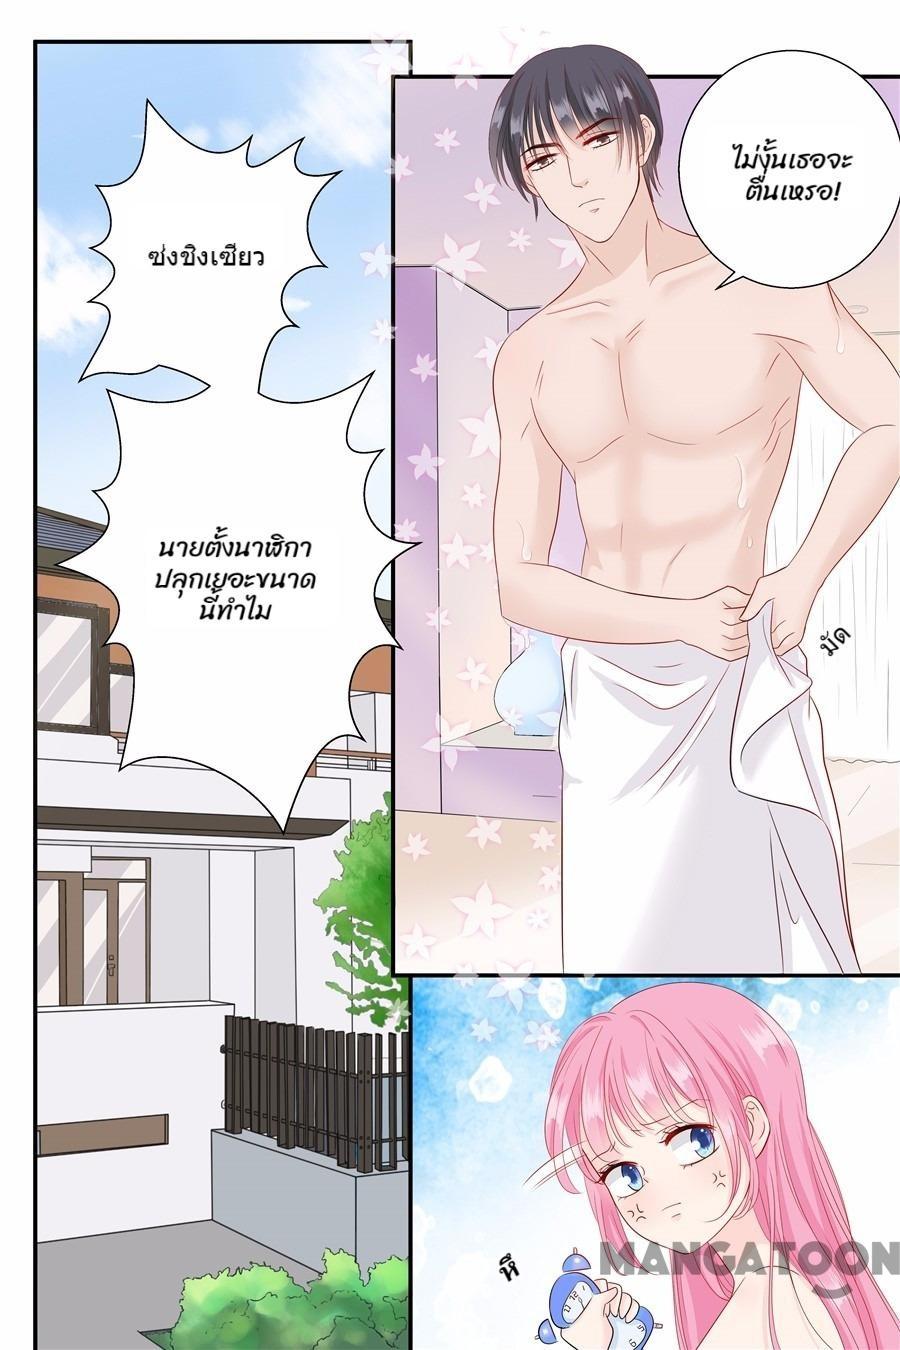 ซ่งชิงเซียว
นายตั้งนาฬิกา
ปลุกเยอะขนาด
นี้ทำไม
ไม่งั้นเธอจะ
ตื่นเหรอ!
มัด
หึ
MANGATOON